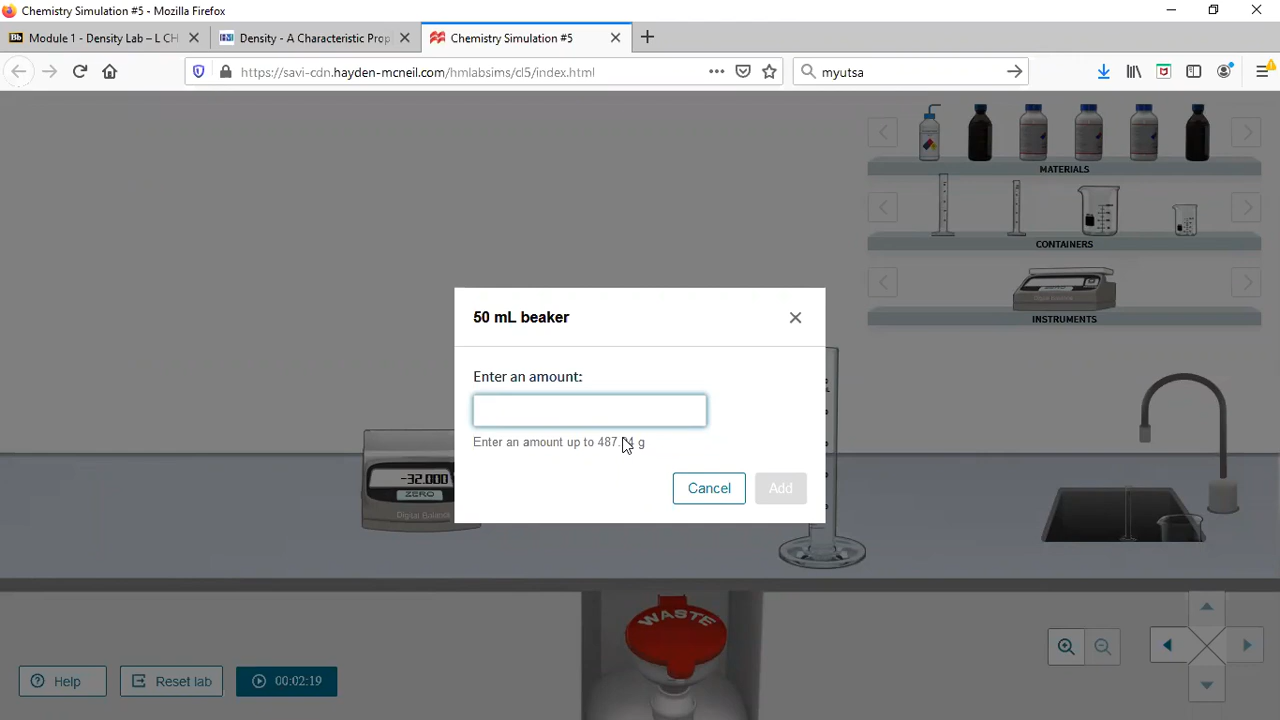 Chemistry Simulation #5 - Mozilla Firefox
Module 1 - Density Lab – L CH
Density - A Characteristic Prop
Chemistry Simulation #5
https://savi-cdn.hayden-mcneil.com/hmlabsims/cl5/index.html
myutsa
MATERIALS
CONTAINERS
INSTRUMENTS
50 mL beaker
Enter an amount:
Enter an amount up to g
Cancel Add
-32.000
ZERO
Digital Balance
WASTE
Help
Reset lab
00:02:19